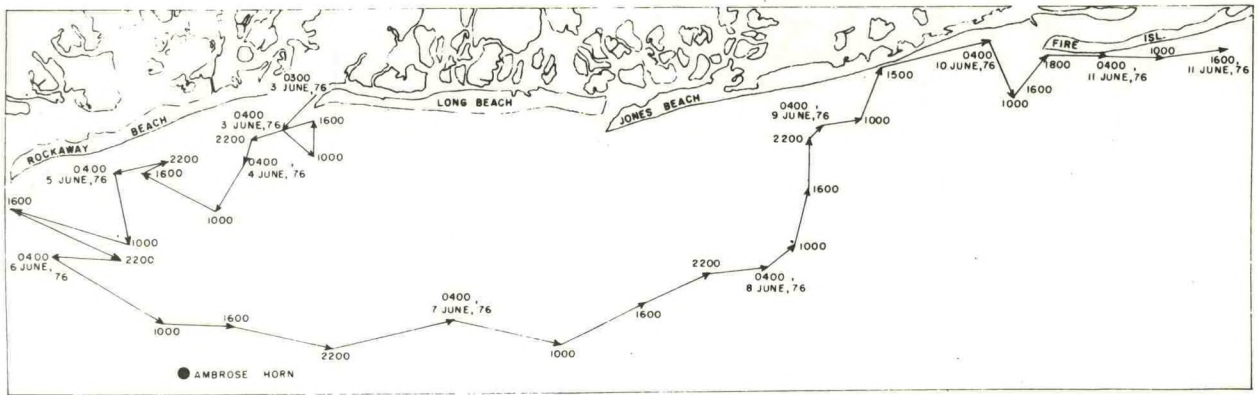 0300
3 JUNE, 76
0400
3 JUNE, 76
2200
1600
1000
0400
4 JUNE, 76
1000
1600
2200
0400
5 JUNE, 76
1000
1600
2200
0400
6 JUNE, 76
1000
1600
2200
0400
7 JUNE, 76
1000
1600
2200
0400
8 JUNE, 76
1000
1600
2200
0400
9 JUNE, 76
1000
1500
0400
10 JUNE, 76
1000
1600
1800
0400
11 JUNE, 76
1000
1600
11 JUNE, 76
ROCKAWAY BEACH
LONG BEACH
JONES BEACH
FIRE ISL.
AMBROSE HORN